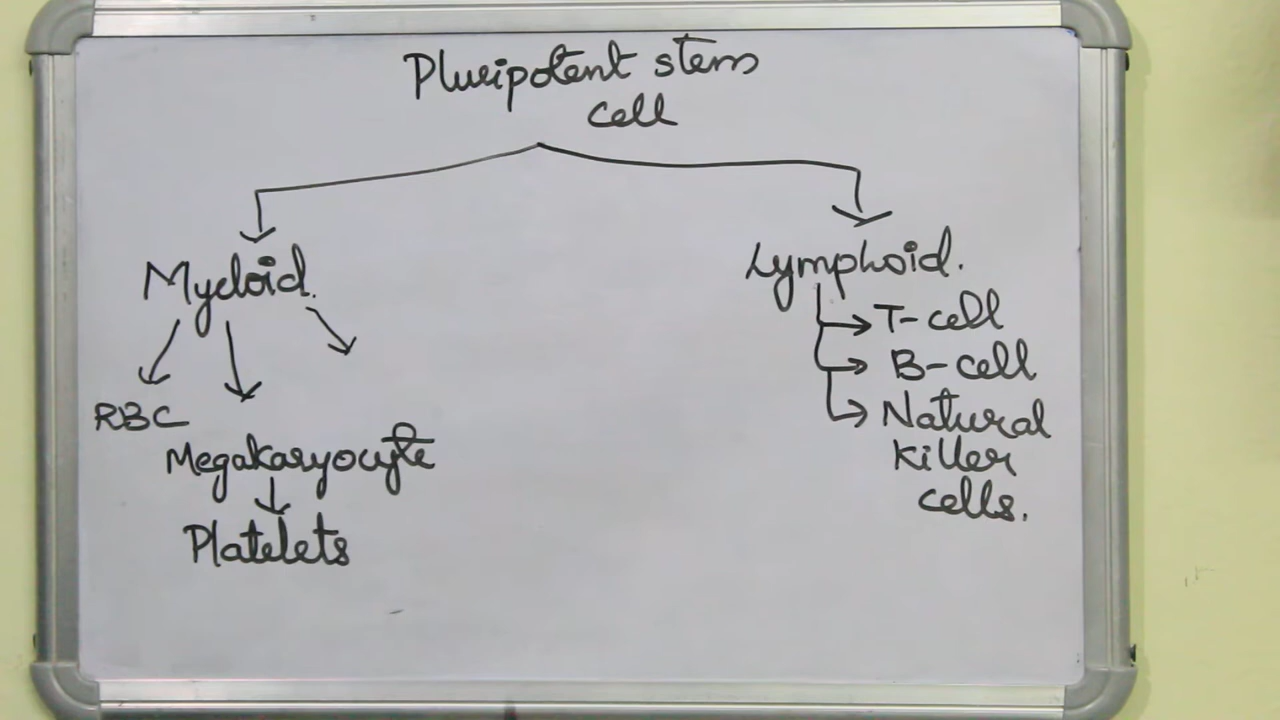 Pluripotent stem
cell
Myeloid.
RBC
Megakaryocyte
Platelets
Lymphoid.
T-cell
B-cell
Natural
killer
cells.